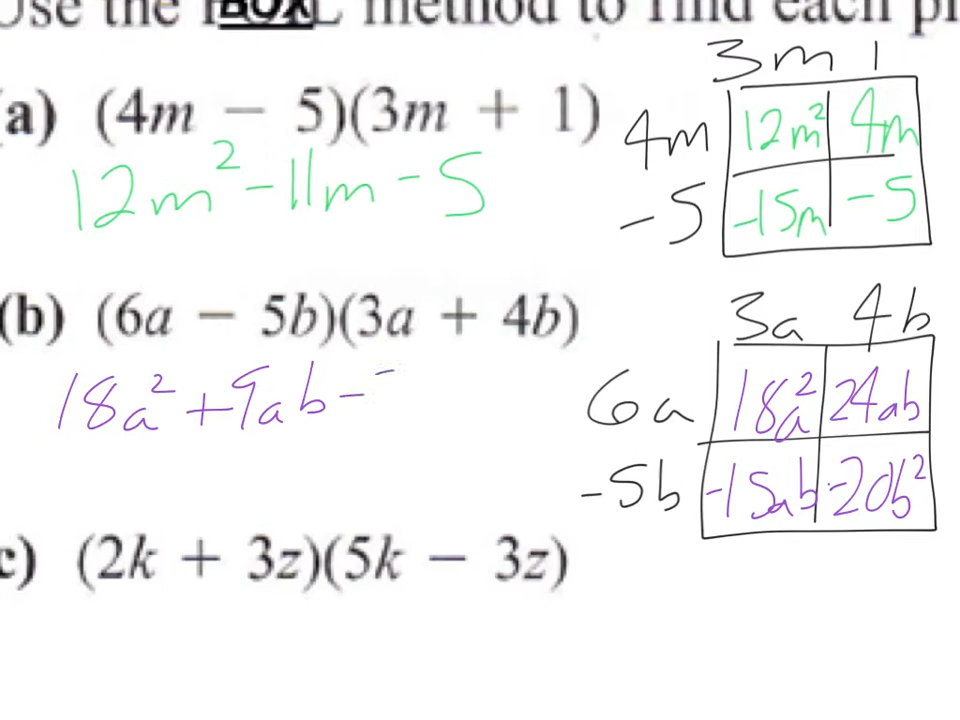 Use the BOX method to find each
3m 1
a) (4m − 5)(3m + 1)
4m 12m² 4m
12m² - 11m - 5
-5 -15m -5
(b) (6a − 5b)(3a + 4b)
3a 4b
18a² + 9ab -
6a 18a² 24ab
-5b -15ab -20b²
c) (2k + 3z)(5k − 3z)